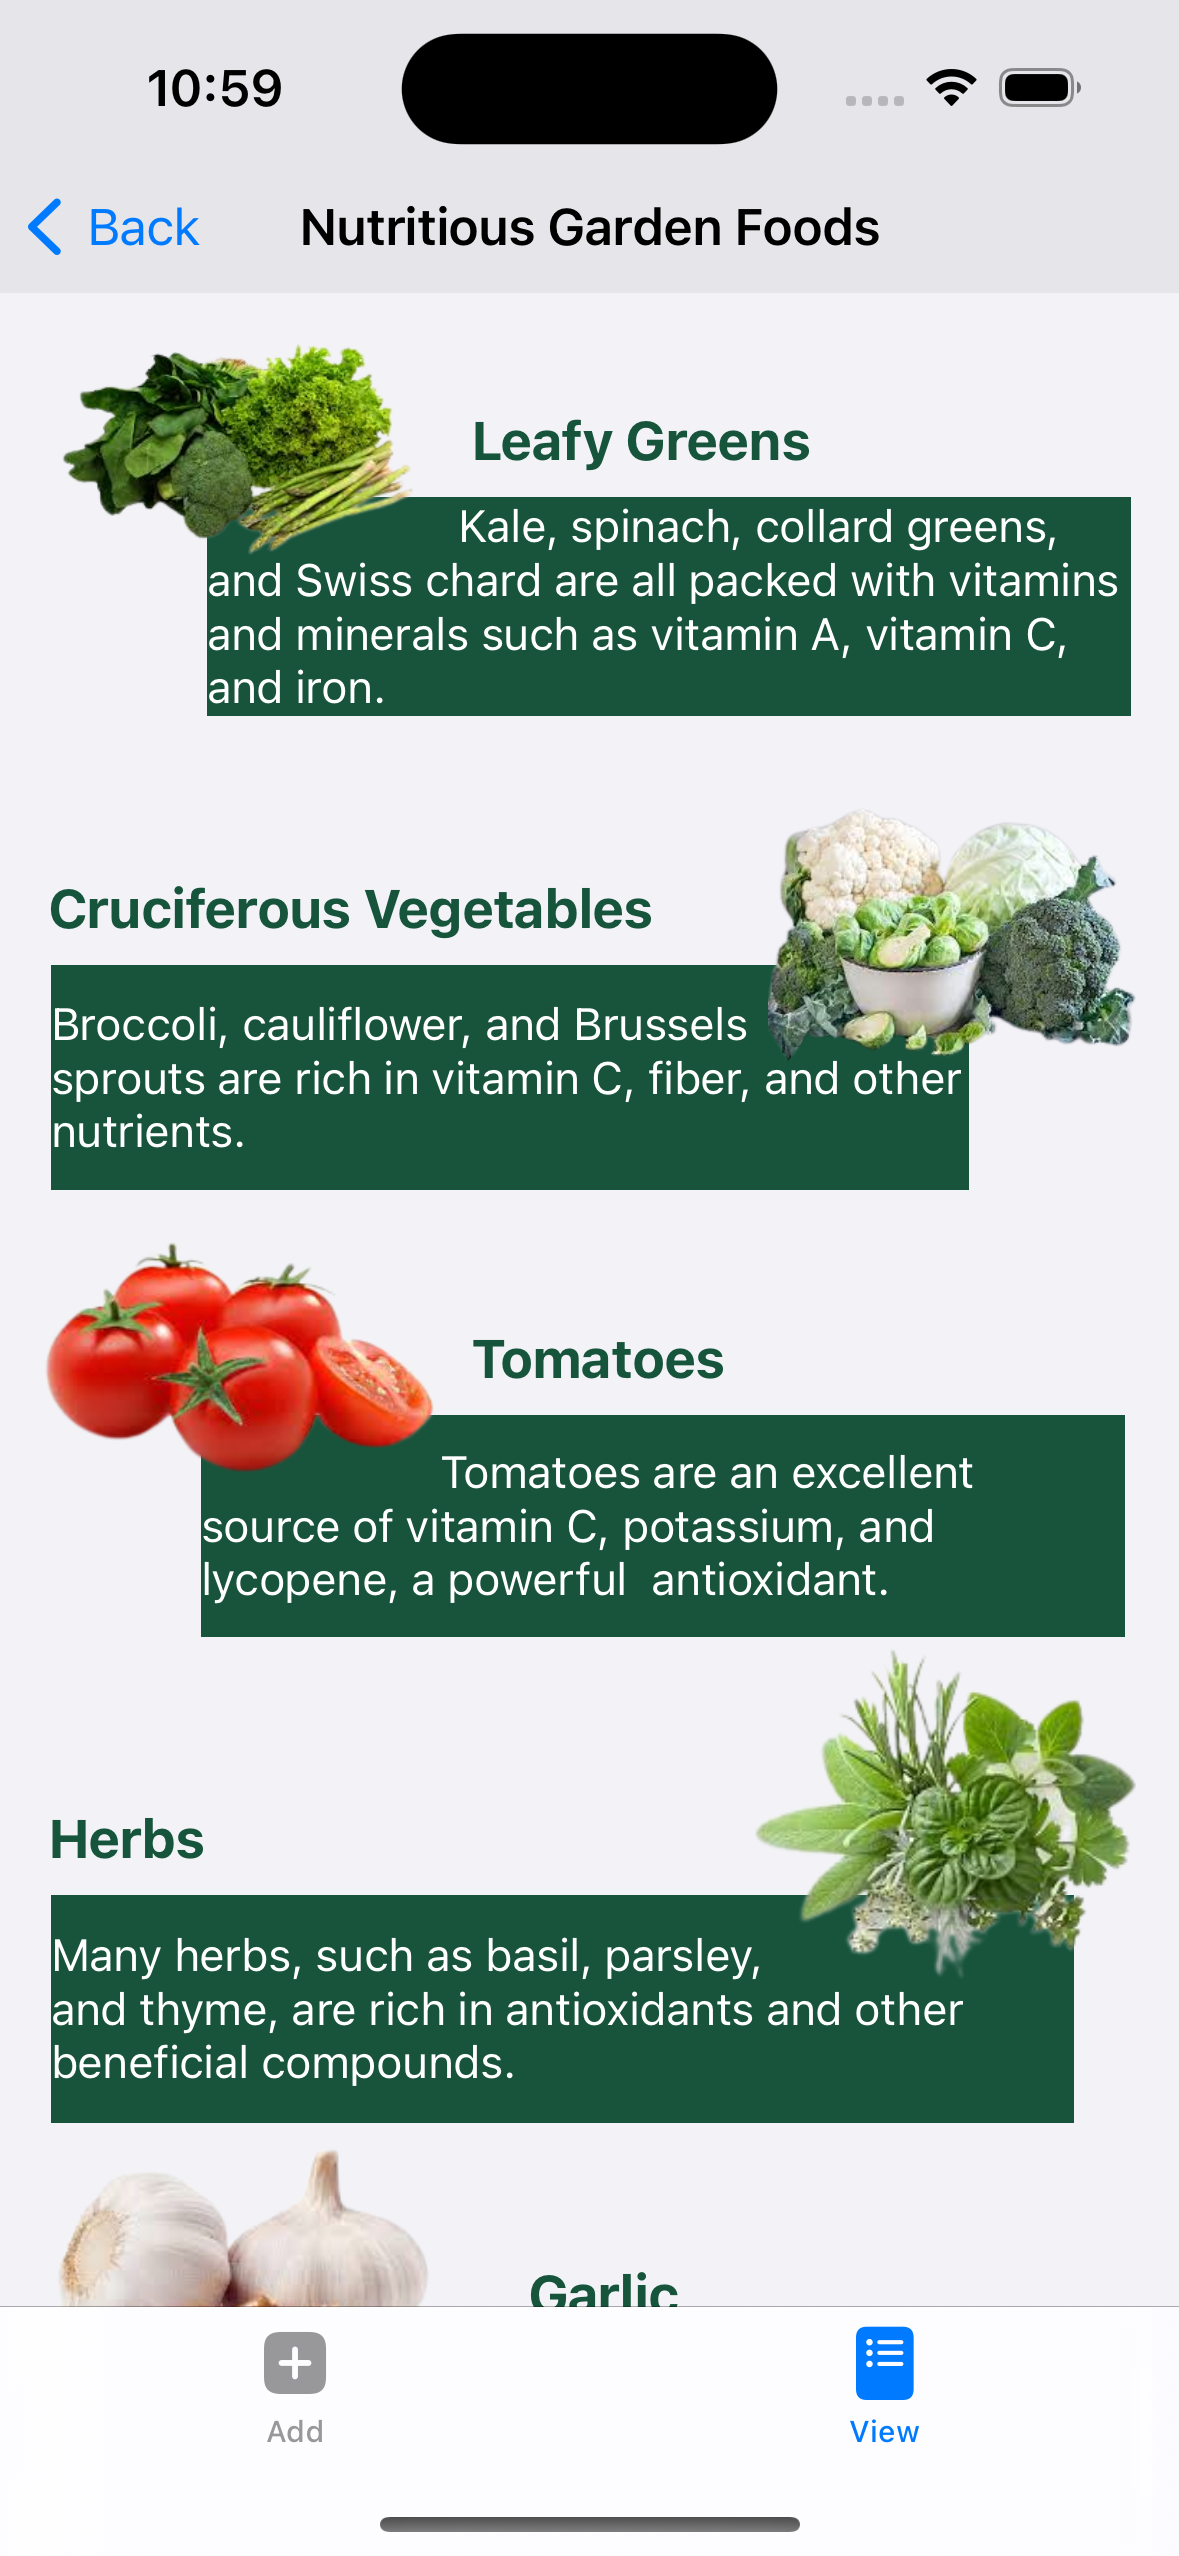 10:59
Back
Nutritious Garden Foods
Leafy Greens
Kale, spinach, collard greens,
and Swiss chard are all packed with vitamins
and minerals such as vitamin A, vitamin C,
and iron.
Cruciferous Vegetables
Broccoli, cauliflower, and Brussels
sprouts are rich in vitamin C, fiber, and other
nutrients.
Tomatoes
Tomatoes are an excellent
source of vitamin C, potassium, and
lycopene, a powerful  antioxidant.
Herbs
Many herbs, such as basil, parsley,
and thyme, are rich in antioxidants and other
beneficial compounds.
Garlic
Add
View